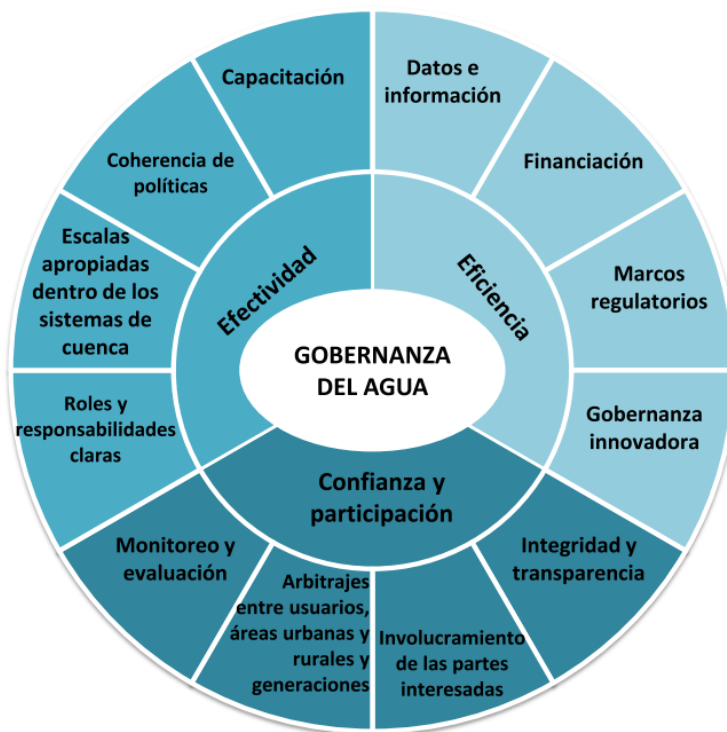 Capacitación
Datos e
información
Coherencia de
políticas
Financiación
Escalas
apropiadas
dentro de los
sistemas de
cuenca
Marcos
regulatorios
Efectividad
Eficiencia
GOBERNANZA
DEL AGUA
Roles y
responsabilidades
claras
Gobernanza
innovadora
Confianza y
participación
Monitoreo y
evaluación
Integridad y
transparencia
Arbitrajes
entre usuarios,
áreas urbanas y
rurales y
generaciones
Involucramiento
de las partes
interesadas